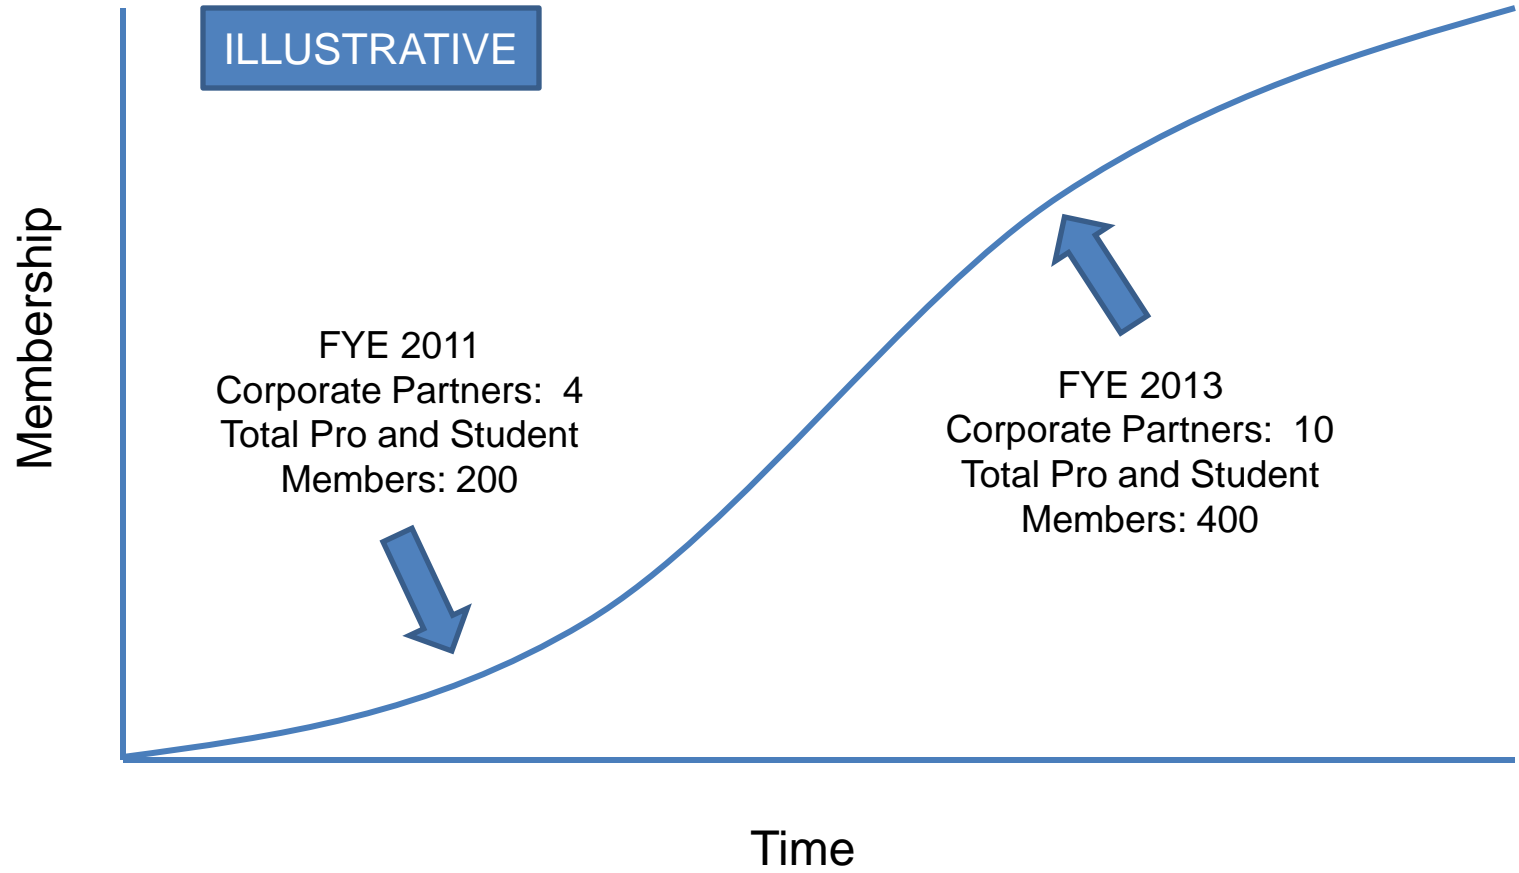 ILLUSTRATIVE
Membership
FYE 2011
Corporate Partners:  4
Total Pro and Student
Members: 200
FYE 2013
Corporate Partners:  10
Total Pro and Student
Members: 400
Time